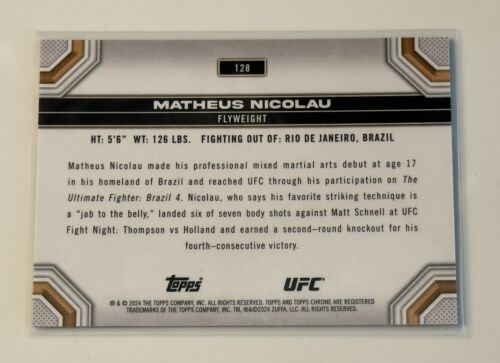 128
MATHEUS NICOLAU
FLYWEIGHT
HT: 5'6" WT: 126 LBS. FIGHTING OUT OF: RIO DE JANEIRO, BRAZIL
Matheus Nicolau made his professional mixed martial arts debut at age 17
in his homeland of Brazil and reached UFC through his participation on The
Ultimate Fighter: Brazil 4. Nicolau, who says his favorite striking technique
is a "jab to the belly," landed six of seven body shots against Matt Schnell at UFC
Fight Night: Thompson vs Holland and earned a second-round knockout for his
fourth-consecutive victory.
Topps UFC
® & © 2024 THE TOPPS COMPANY, INC. ALL RIGHTS RESERVED. TOPPS AND TOPPS CHROME ARE REGISTERED
TRADEMARKS OF THE TOPPS COMPANY, INC. TM, ®&©2024 ZUFFA, LLC. ALL RIGHTS RESERVED.